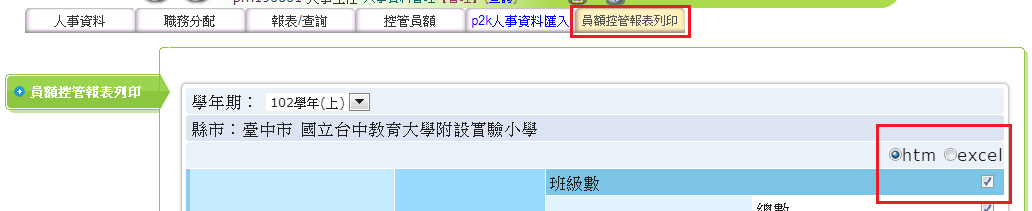 人事資料 職務分配 報表/查詢 控管員額 p2k人事資料匯入 員額控管報表列印
員額控管報表列印
學年期： 102學年(上)
縣市：臺中市 國立台中教育大學附設實驗小學
htm excel
班級數
總數